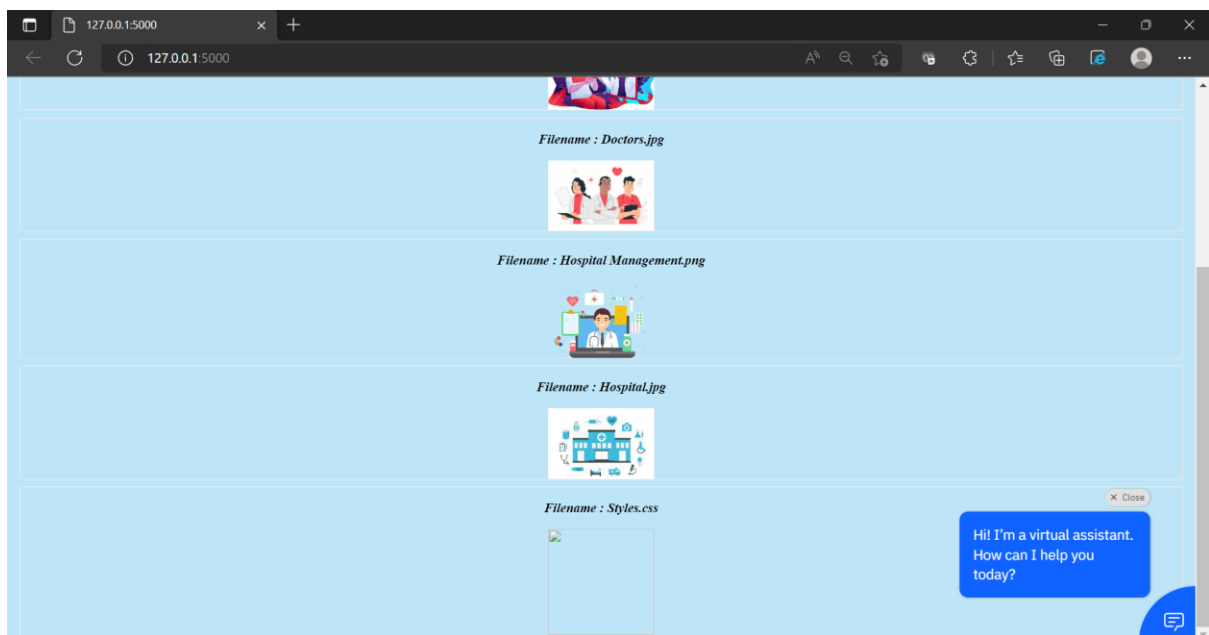 127.0.0.1:5000
127.0.0.1:5000
Filename : Doctors.jpg
Filename : Hospital Management.png
Filename : Hospital.jpg
Filename : Styles.css
× Close
Hi! I'm a virtual assistant.
How can I help you
today?